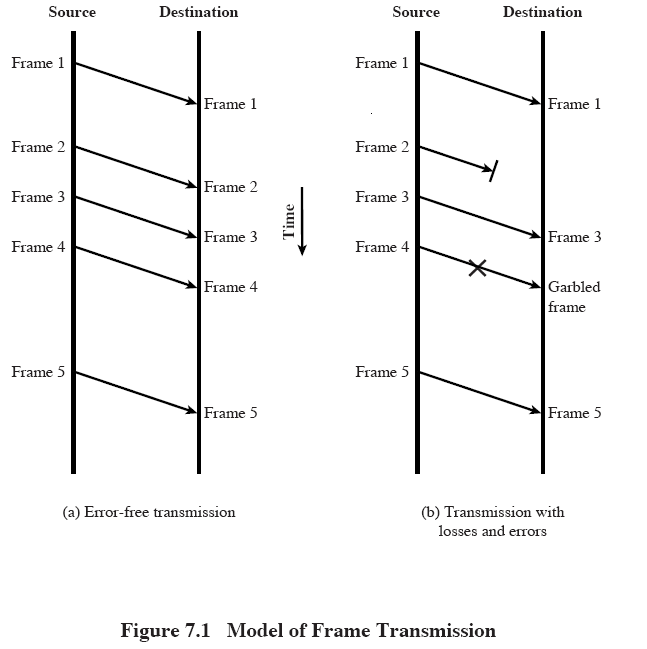 Source
Destination
Frame 1
Frame 1
Frame 2
Frame 2
Frame 3
Frame 3
Frame 4
Frame 4
Frame 5
Frame 5
(a) Error-free transmission
Time
Source
Destination
Frame 1
Frame 1
Frame 2
Frame 3
Frame 3
Frame 4
Garbled
frame
Frame 5
Frame 5
(b) Transmission with
losses and errors
Figure 7.1 Model of Frame Transmission